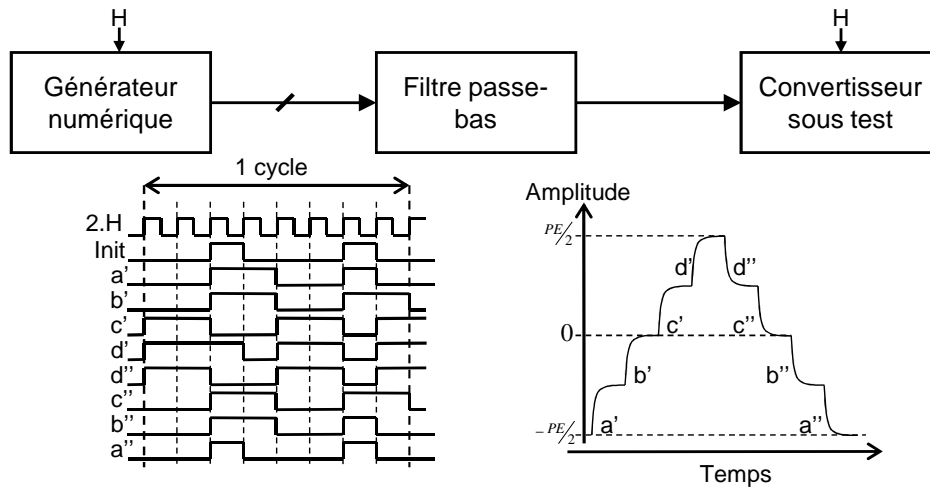 H
H
Générateur
numérique
Filtre passe-
bas
Convertisseur
sous test
1 cycle
2.H
Init
a'
b'
c'
d'
d''
c''
b''
a''
Amplitude
PE/2
0
-PE/2
d'
d''
c'
c''
b'
b''
a'
a''
Temps